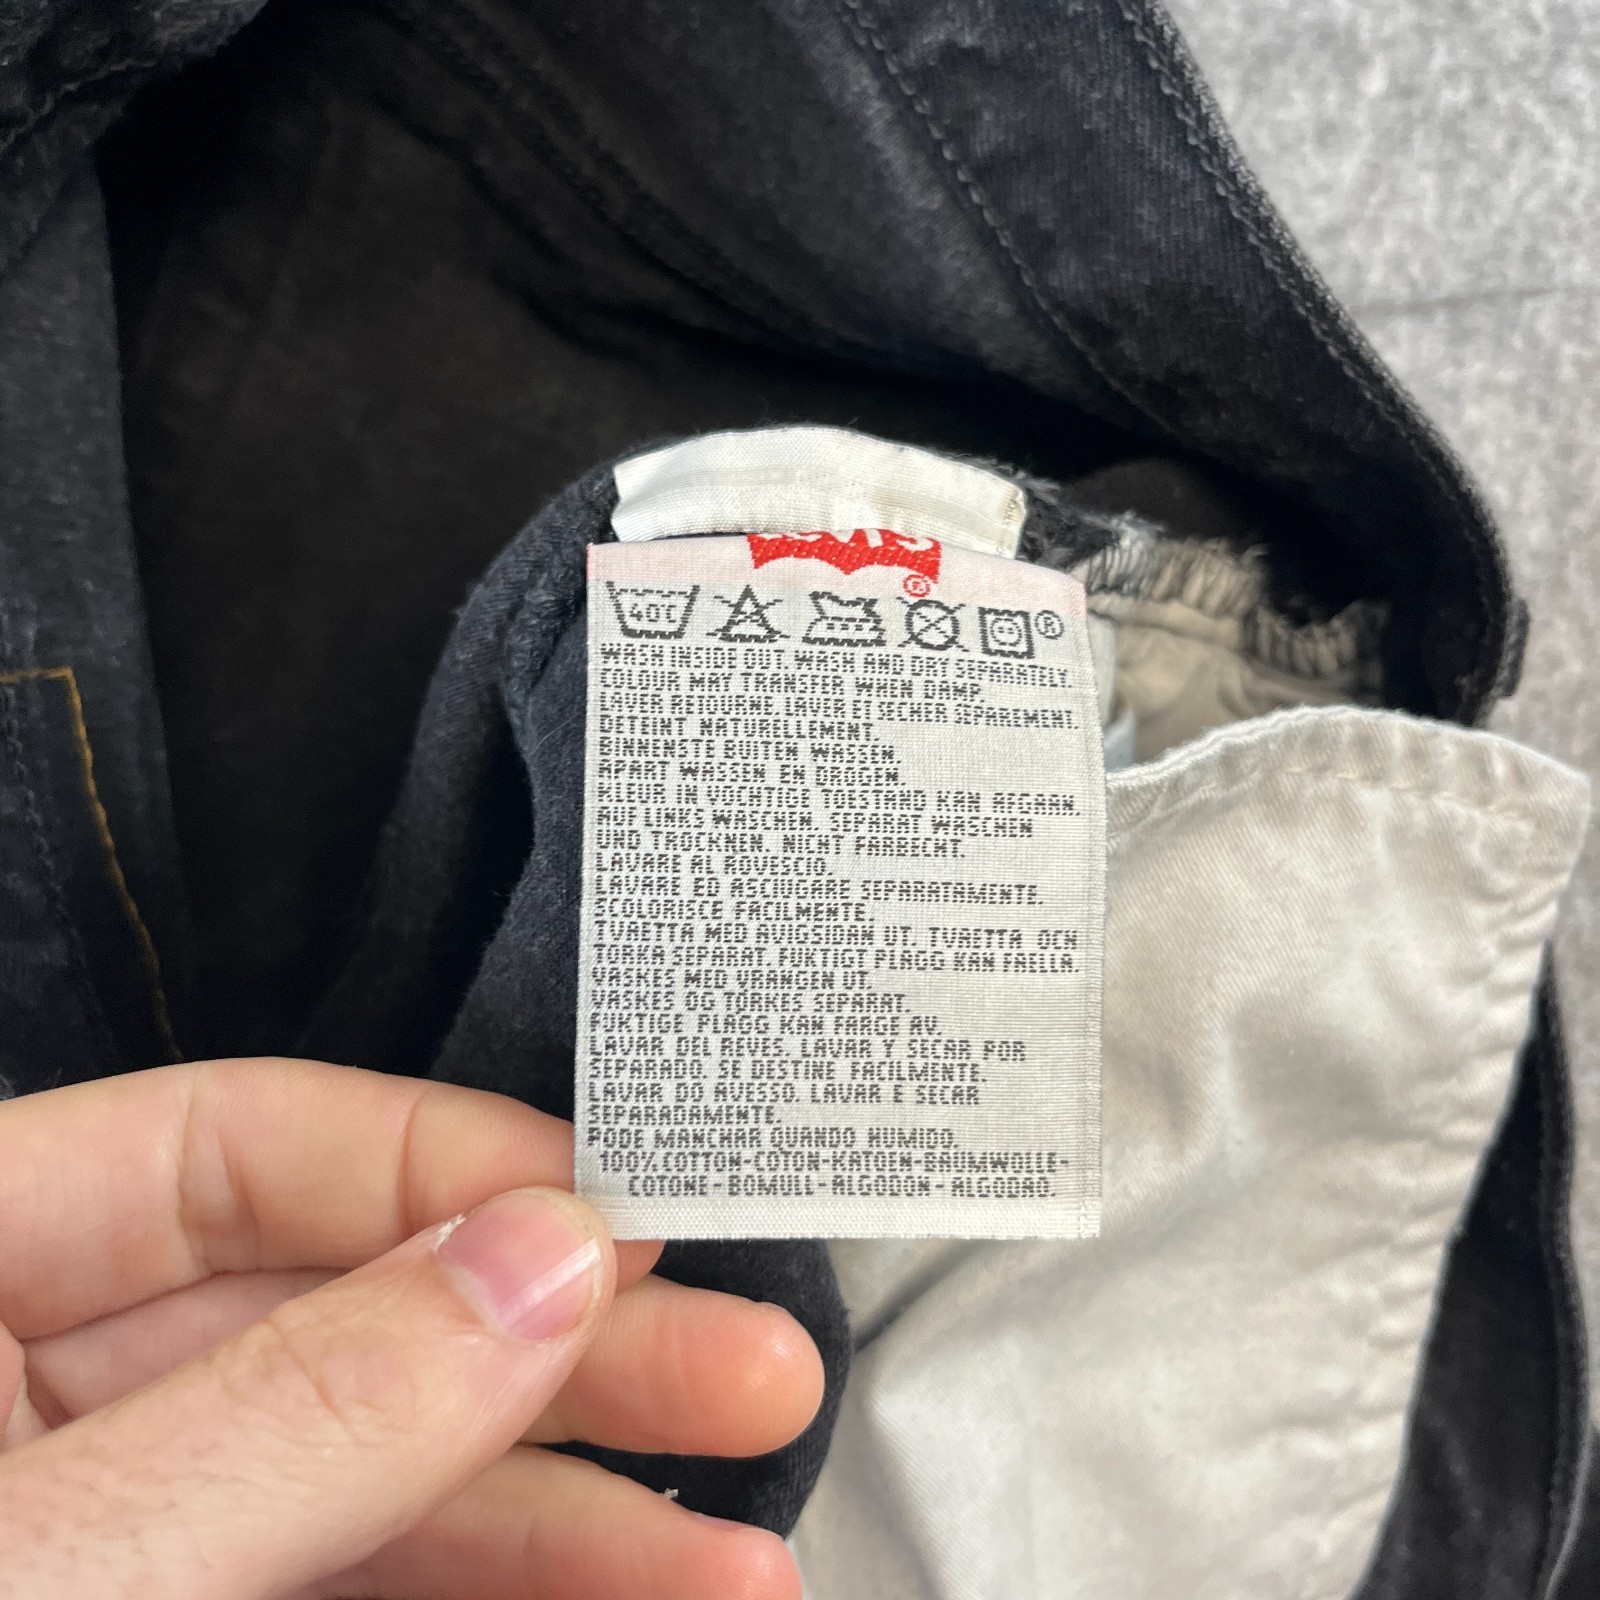 Levi's
®
40°C ®
WASH INSIDE OUT. WASH AND DRY SEPARATELY.
COLOUR MAY TRANSFER WHEN DAMP.
LAVER RETOURNE. LAVER ET SECHER SEPAREMENT.
DETEINT NATURELLEMENT.
BINNENSTE BUITEN WASSEN.
APART WASSEN EN DROGEN.
KLEUR IN VOCHTIGE TOESTAND KAN AFGAAN.
AUF LINKS WASCHEN. SEPARAT WASCHEN
UND TROCKNEN. NICHT FARBECHT.
LAVARE AL ROVESCIO.
LAVARE ED ASCIUGARE SEPARATAMENTE.
SCOLORISCE FACILMENTE.
TVAETTA MED AVIGSIDAN UT. TVAETTA OCH
TORKA SEPARAT. FUKTIGT PLAGG KAN FAELLA.
VASKES MED VRANGEN UT.
VASKES OG TØRKES SEPARAT.
FUKTIGE PLAGG KAN FARGE AV.
LAVAR DEL REVES. LAVAR Y SECAR POR
SEPARADO. SE DESTINE FACILMENTE.
LAVAR DO AVESSO. LAVAR E SECAR
SEPARADAMENTE.
PODE MANCHAR QUANDO HUMIDO.
100% COTTON-COTON-KATOEN-BAUMWOLLE-
COTONE-BOMULL-ALGODON-ALGODAO.